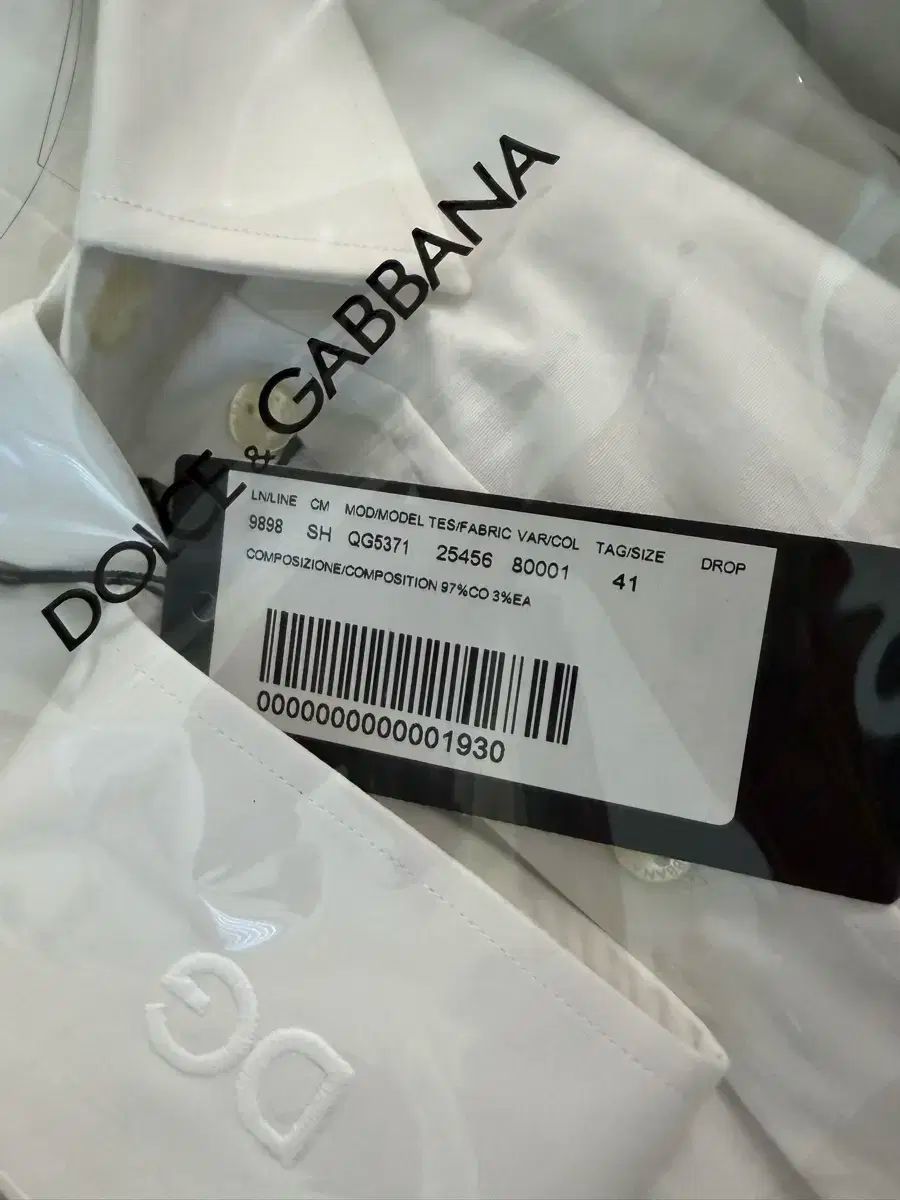 DOLCE & GABBANA
LN/LINE CM MOD/MODEL TES/FABRIC VAR/COL TAG/SIZE DROP
9898 SH QG5371 25456 80001 41
COMPOSIZIONE/COMPOSITION 97%CO 3%EA
0000000000001930
DG